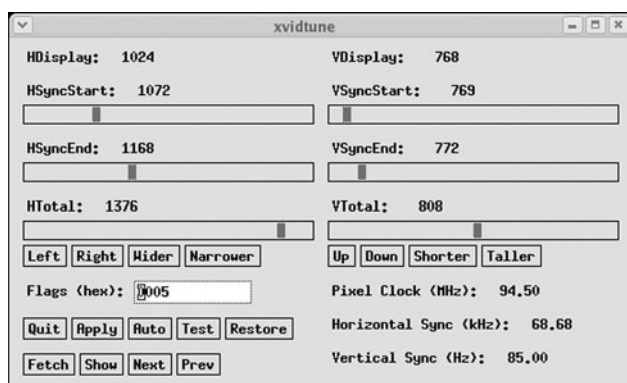 xvidtune
HDisplay: 1024 VDisplay: 768
HSyncStart: 1072 VSyncStart: 769
HSyncEnd: 1168 VSyncEnd: 772
HTotal: 1376 VTotal: 808
Left Right Wider Narrower Up Down Shorter Taller
Flags (hex): 0005 Pixel Clock (MHz): 94.50
Quit Apply Auto Test Restore Horizontal Sync (kHz): 68.68
Fetch Show Next Prev Vertical Sync (Hz): 85.00